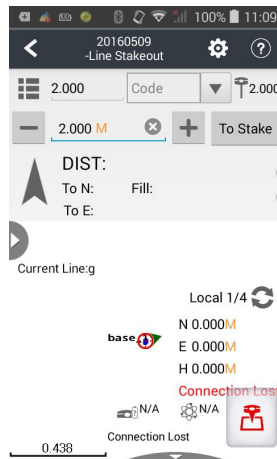 100% 11:09
20160509
-Line Stakeout
?
2.000 Code 2.000
2.000 M To Stake
DIST:
To N: Fill:
To E:
Current Line:g
Local 1/4
base
N 0.000M
E 0.000M
H 0.000M
Connection Lost
N/A N/A
Connection Lost
0.438